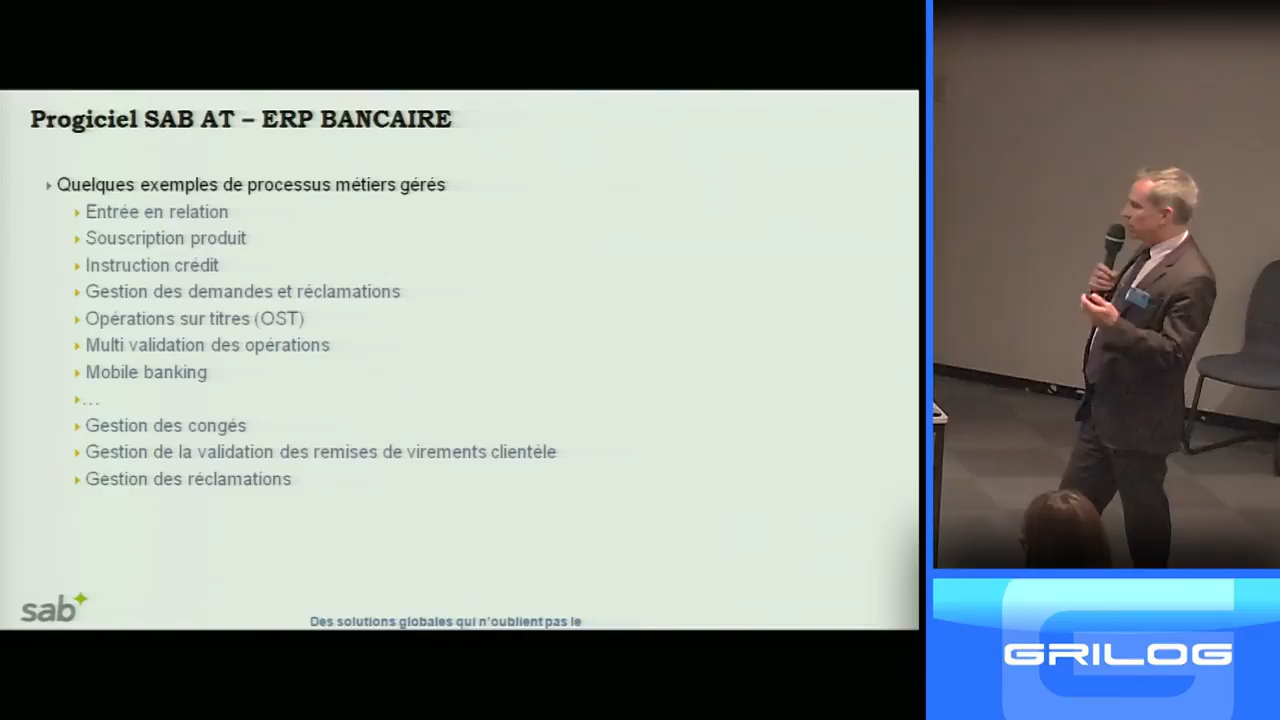 Progiciel SAB AT – ERP BANCAIRE
Quelques exemples de processus métiers gérés
Entrée en relation
Souscription produit
Instruction crédit
Gestion des demandes et réclamations
Opérations sur titres (OST)
Multi validation des opérations
Mobile banking
…
Gestion des congés
Gestion de la validation des remises de virements clientèle
Gestion des réclamations
sab
Des solutions globales qui n'oublient pas le
GRILOG